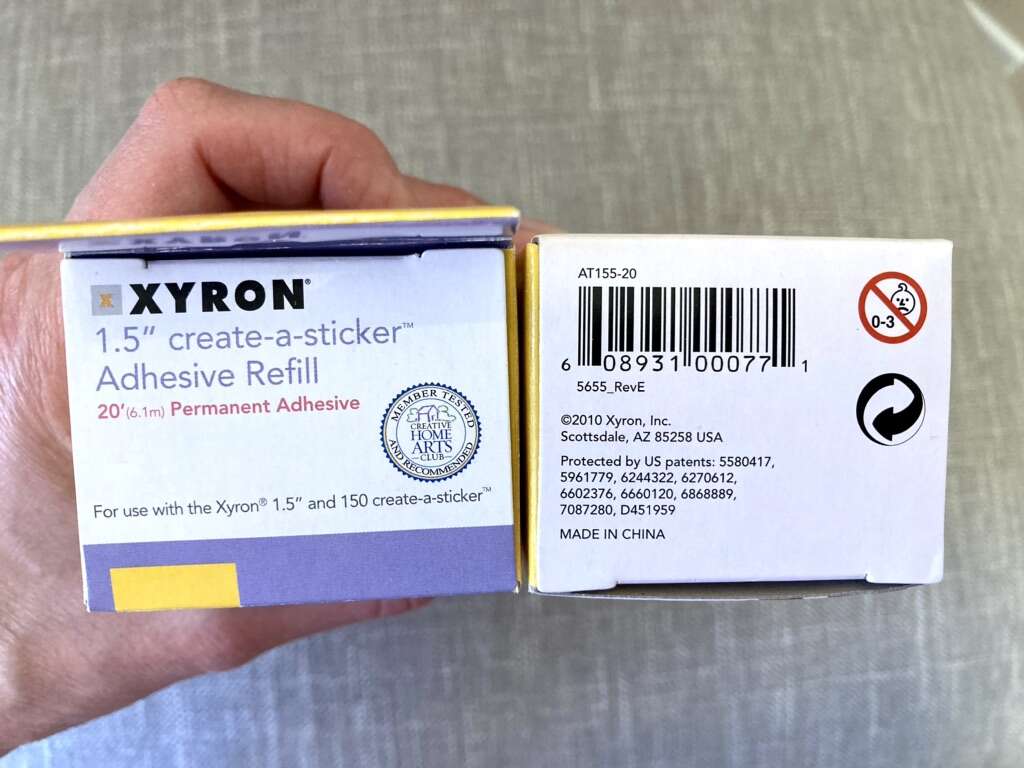 XYRON®
1.5” create-a-sticker™
Adhesive Refill
20’(6.1m) Permanent Adhesive
MEMBER TESTED
CREATIVE
HOME
ARTS
CLUB
AND RECOMMENDED
For use with the Xyron® 1.5” and 150 create-a-sticker™
AT155-20
6 08931 00077 1
5655_RevE
0-3
©2010 Xyron, Inc.
Scottsdale, AZ 85258 USA
Protected by US patents: 5580417,
5961779, 6244322, 6270612,
6602376, 6660120, 6868889,
7087280, D451959
MADE IN CHINA